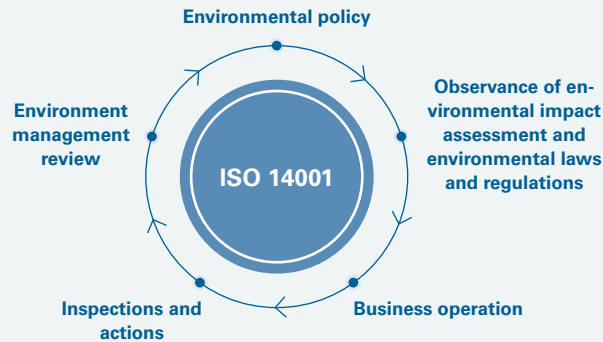 Environmental policy
Observance of en-
vironmental impact
assessment and
environmental laws
and regulations
Environment
management
review
ISO 14001
Inspections and
actions
Business operation